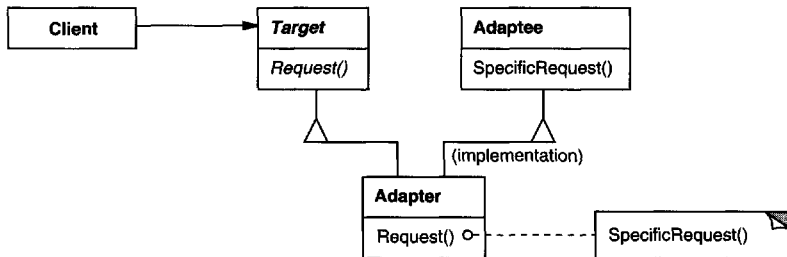 Client
Target
Request()
Adaptee
SpecificRequest()
(implementation)
Adapter
Request()
SpecificRequest()